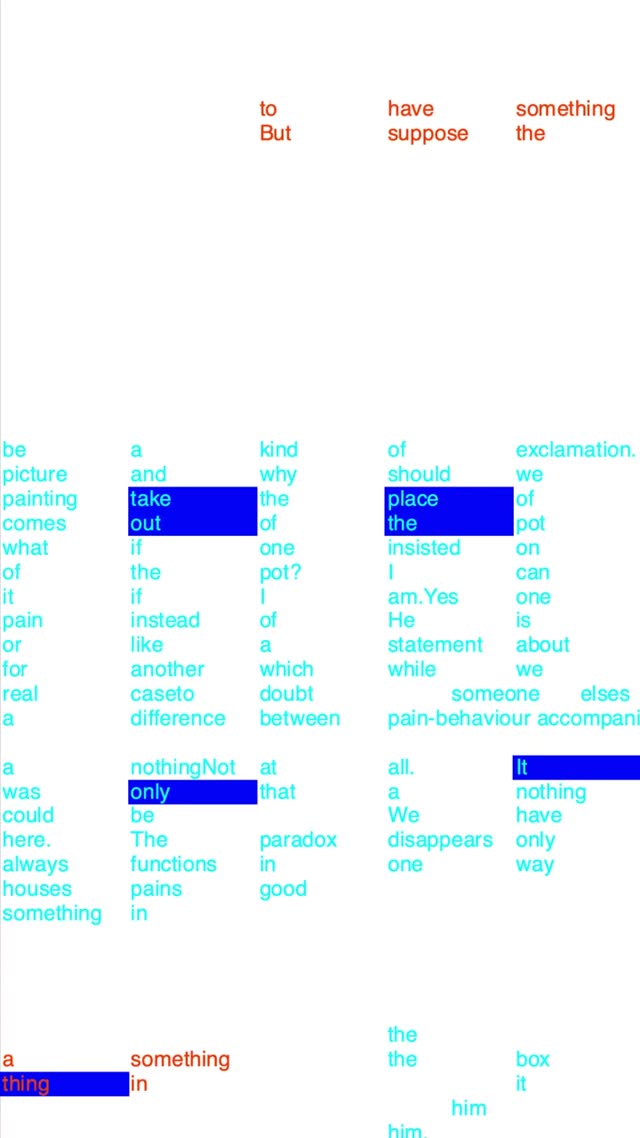 to have something
But suppose the
be a kind of exclamation.
picture and why should we
painting take the place of
comes out of the pot
what if one insisted on
of the pot? I can
it if I am.Yes one
pain instead of He is
or like a statement about
for another which while we
real caseto doubt someone elses
a difference between pain-behaviour accompani
a nothingNot at all. It
was only that a nothing
could be We have
here. The paradox disappears only
always functions in one way
houses pains good
something in
the
a something the box
thing in it
him
him.